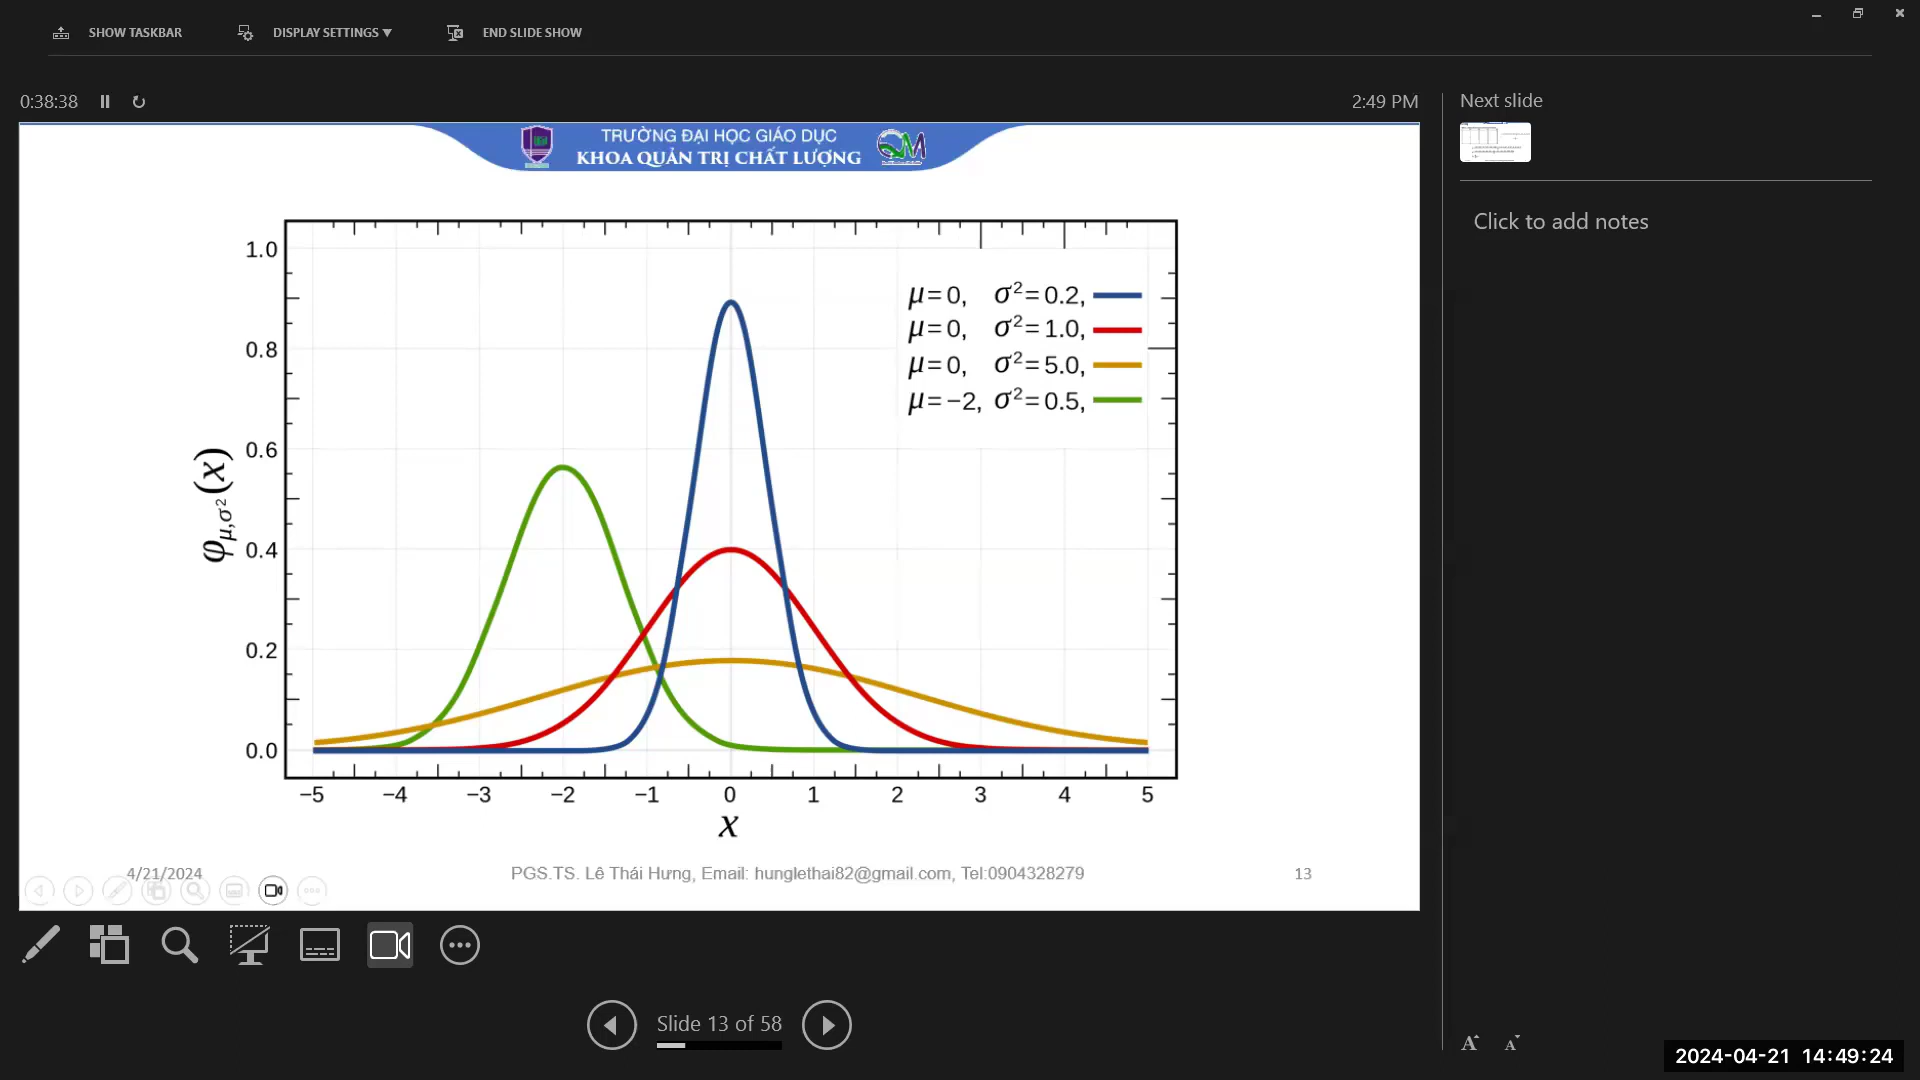 SHOW TASKBAR
DISPLAY SETTINGS ▼
END SLIDE SHOW
0:38:38
2:49 PM
Next slide
Click to add notes
TRƯỜNG ĐẠI HỌC GIÁO DỤC
KHOA QUẢN TRỊ CHẤT LƯỢNG
QM
μ=0, σ²=0.2,
μ=0, σ²=1.0,
μ=0, σ²=5.0,
μ=−2, σ²=0.5,
φμ,σ²(x)
1.0
0.8
0.6
0.4
0.2
0.0
−5 −4 −3 −2 −1 0 1 2 3 4 5
x
4/21/2024
PGS.TS. Lê Thái Hưng, Email: hunglethai82@gmail.com, Tel:0904328279
13
Slide 13 of 58
A A
2024-04-21 14:49:24